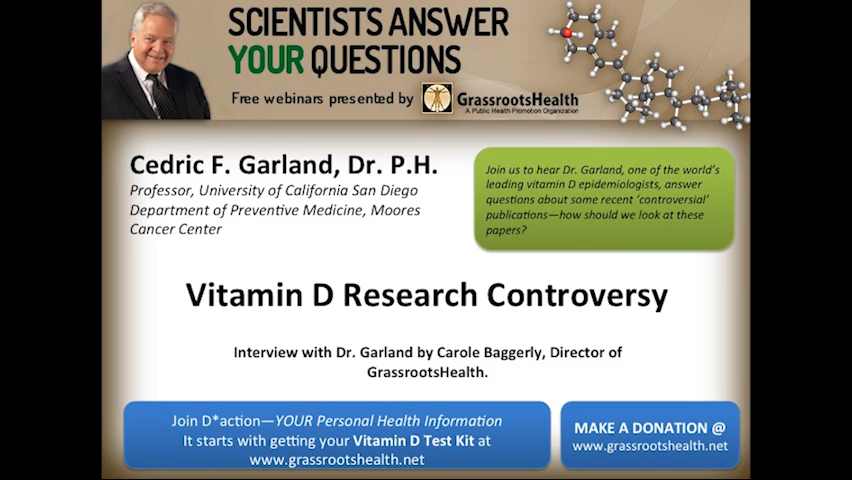 SCIENTISTS ANSWER
YOUR QUESTIONS
Free webinars presented by
GrassrootsHealth
A Public Health Promotion Organization
Cedric F. Garland, Dr. P.H.
Professor, University of California San Diego
Department of Preventive Medicine, Moores
Cancer Center
Join us to hear Dr. Garland, one of the world's
leading vitamin D epidemiologists, answer
questions about some recent 'controversial'
publications—how should we look at these
papers?
Vitamin D Research Controversy
Interview with Dr. Garland by Carole Baggerly, Director of
GrassrootsHealth.
Join D*action—YOUR Personal Health Information
It starts with getting your Vitamin D Test Kit at
www.grassrootshealth.net
MAKE A DONATION @
www.grassrootshealth.net